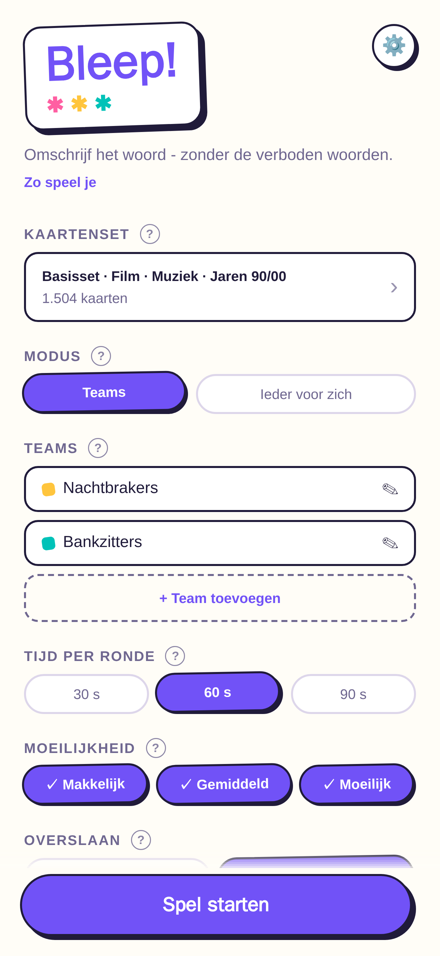 Bleep!
Omschrijf het woord - zonder de verboden woorden.
Zo speel je
KAARTENSET ?
Basisset · Film · Muziek · Jaren 90/00
1.504 kaarten
MODUS ?
Teams
Ieder voor zich
TEAMS ?
Nachtbrakers
Bankzitters
+ Team toevoegen
TIJD PER RONDE ?
30 s
60 s
90 s
MOEILIJKHEID ?
✓ Makkelijk
✓ Gemiddeld
✓ Moeilijk
OVERSLAAN ?
Spel starten